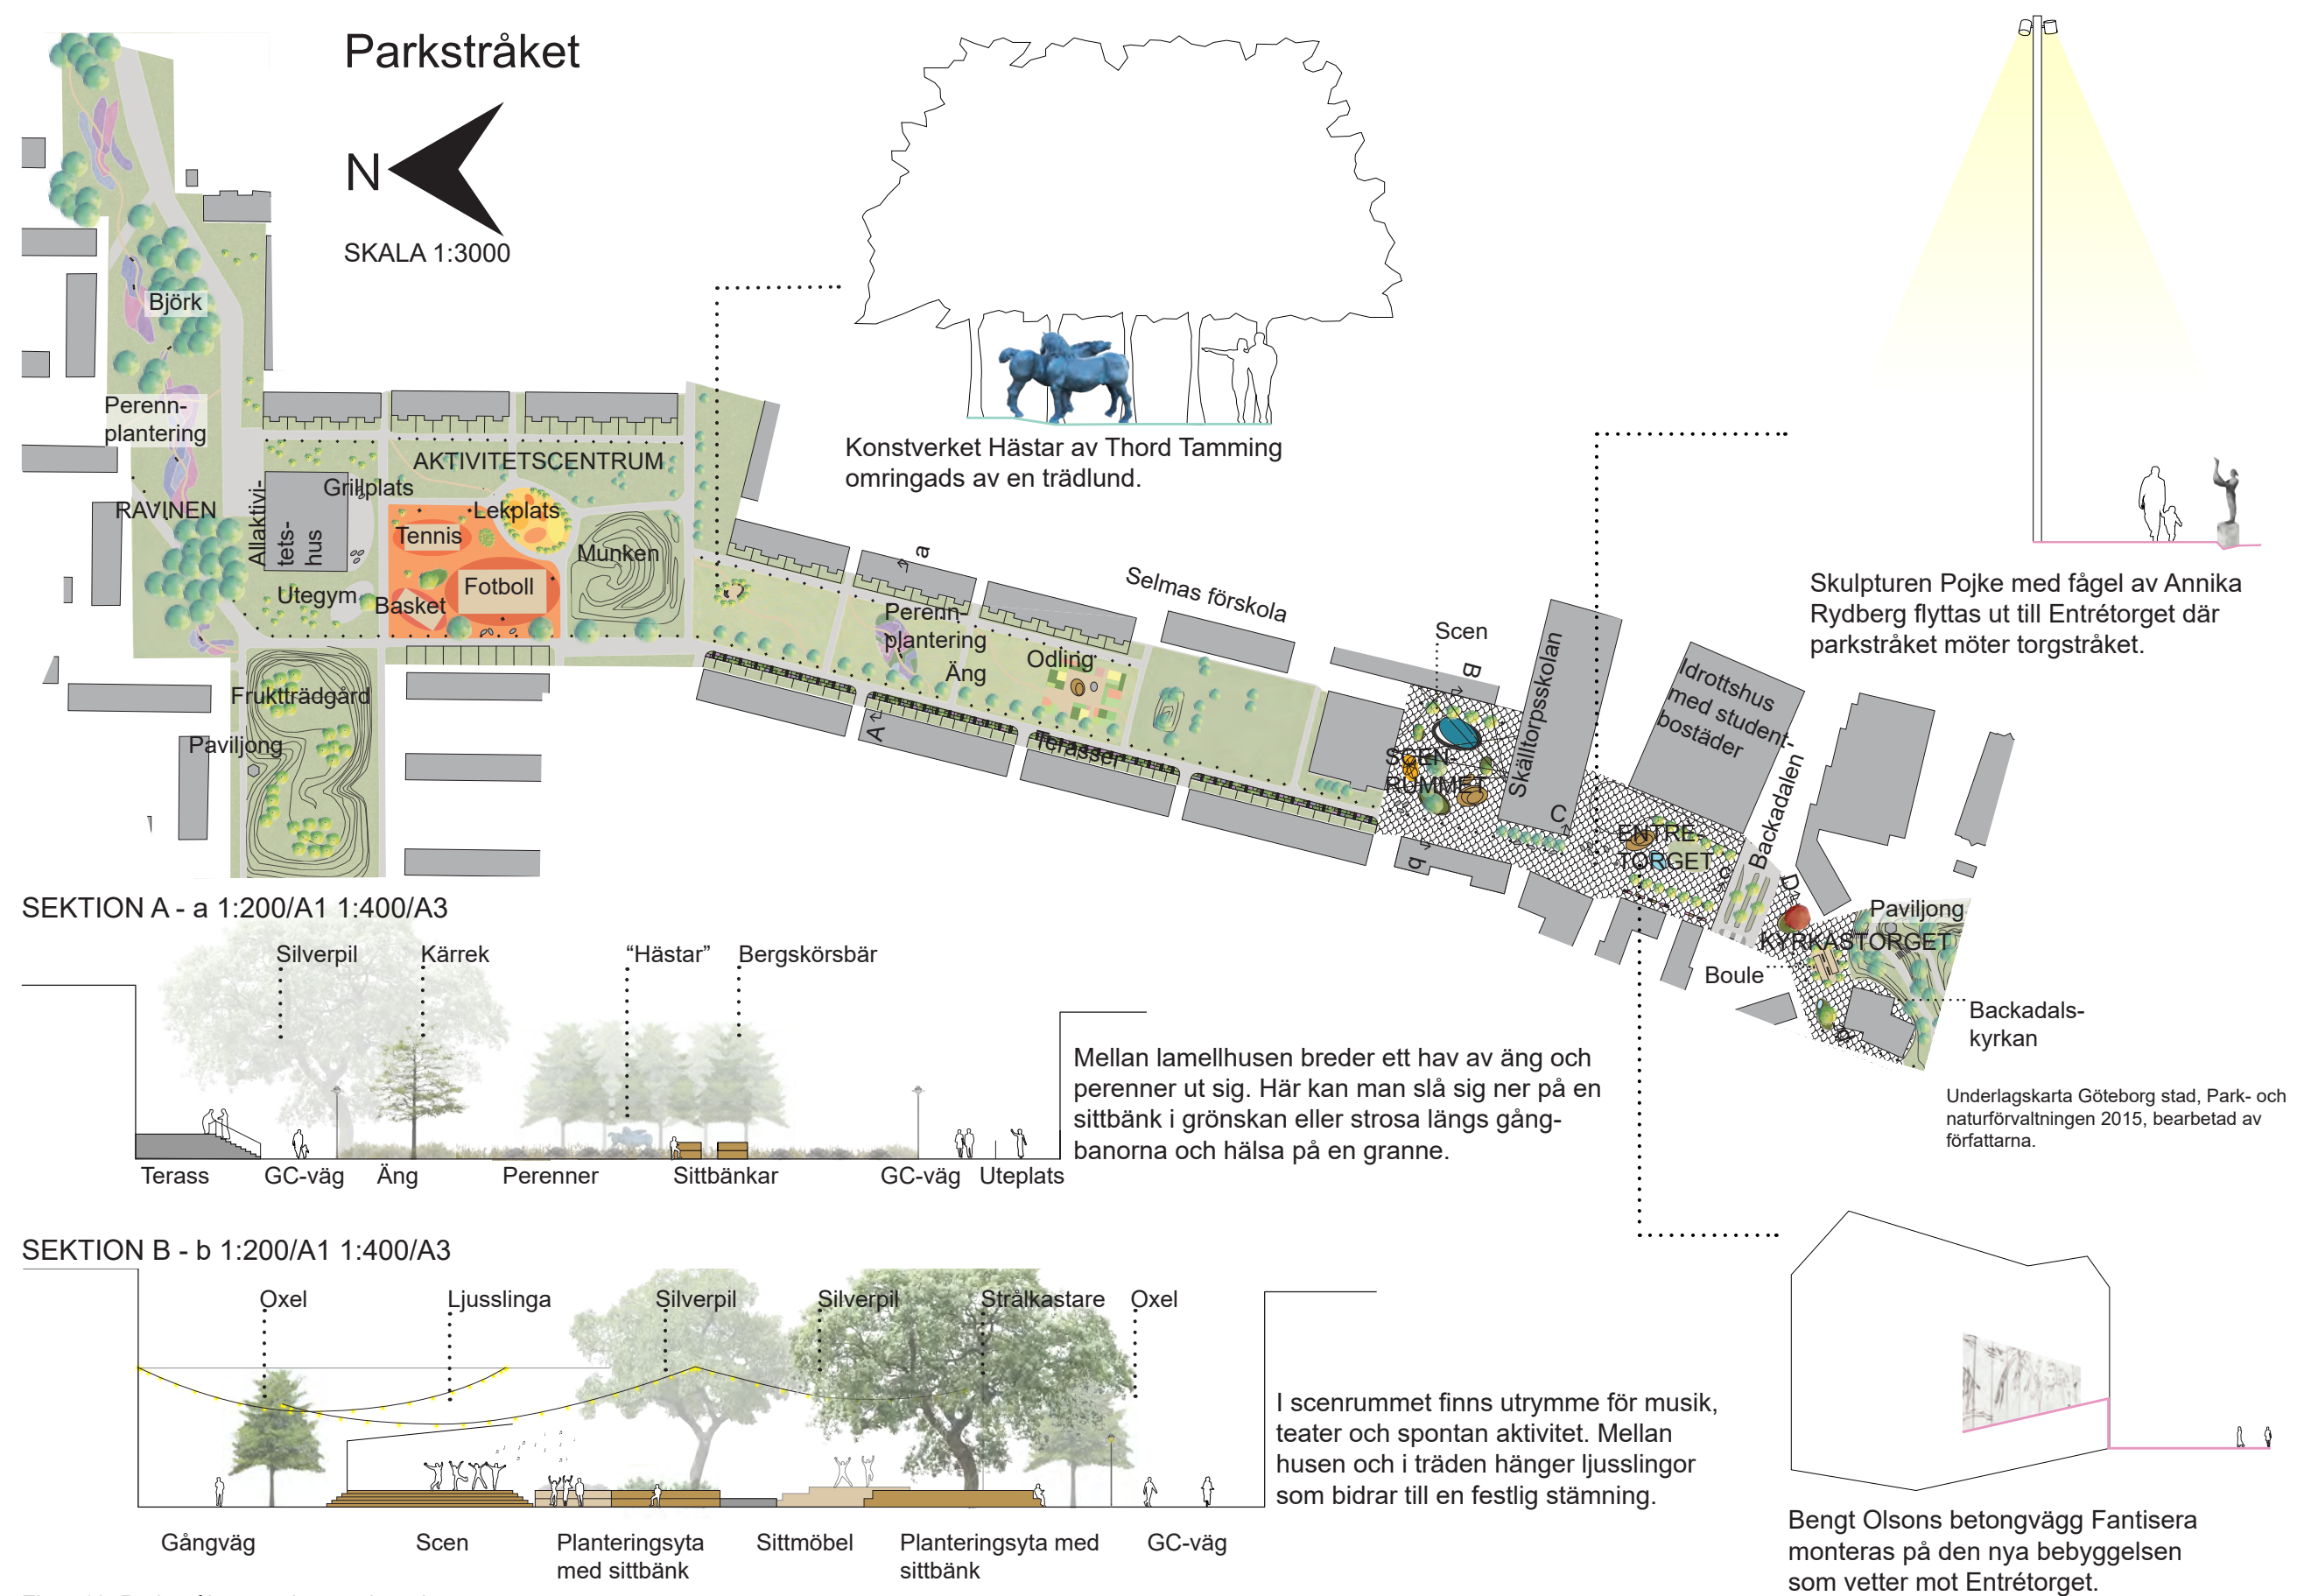 Parkstråket
N
SKALA 1:3000
Björk
Perenn-
plantering
RAVINEN
Allaktivi-
tets-
hus
AKTIVITETSCENTRUM
Grillplats
Lekplats
Tennis
Munken
Fotboll
Utegym
Basket
Fruktträdgård
Paviljong
Konstverket Hästar av Thord Tamming
omringads av en trädlund.
a
Selmas förskola
Perenn-
plantering
Äng
Odling
A
Terasser
Scen
B
SCEN-
RUMMET
b
Skälltorpsskolan
C
Idrottshus
med student-
bostäder
ENTRE-
TORGET
c
Backadalen
D
Paviljong
KYRKASTORGET
Boule
Backadals-
kyrkan
Skulpturen Pojke med fågel av Annika
Rydberg flyttas ut till Entrétorget där
parkstråket möter torgstråket.
Underlagskarta Göteborg stad, Park- och
naturförvaltningen 2015, bearbetad av
författarna.
SEKTION A - a 1:200/A1 1:400/A3
Silverpil
Kärrek
“Hästar”
Bergskörsbär
Terass
GC-väg
Äng
Perenner
Sittbänkar
GC-väg
Uteplats
Mellan lamellhusen breder ett hav av äng och
perenner ut sig. Här kan man slå sig ner på en
sittbänk i grönskan eller strosa längs gång-
banorna och hälsa på en granne.
SEKTION B - b 1:200/A1 1:400/A3
Oxel
Ljusslinga
Silverpil
Silverpil
Strålkastare
Oxel
Gångväg
Scen
Planteringsyta
med sittbänk
Sittmöbel
Planteringsyta med
sittbänk
GC-väg
I scenrummet finns utrymme för musik,
teater och spontan aktivitet. Mellan
husen och i träden hänger ljusslingor
som bidrar till en festlig stämning.
Bengt Olsons betongvägg Fantisera
monteras på den nya bebyggelsen
som vetter mot Entrétorget.